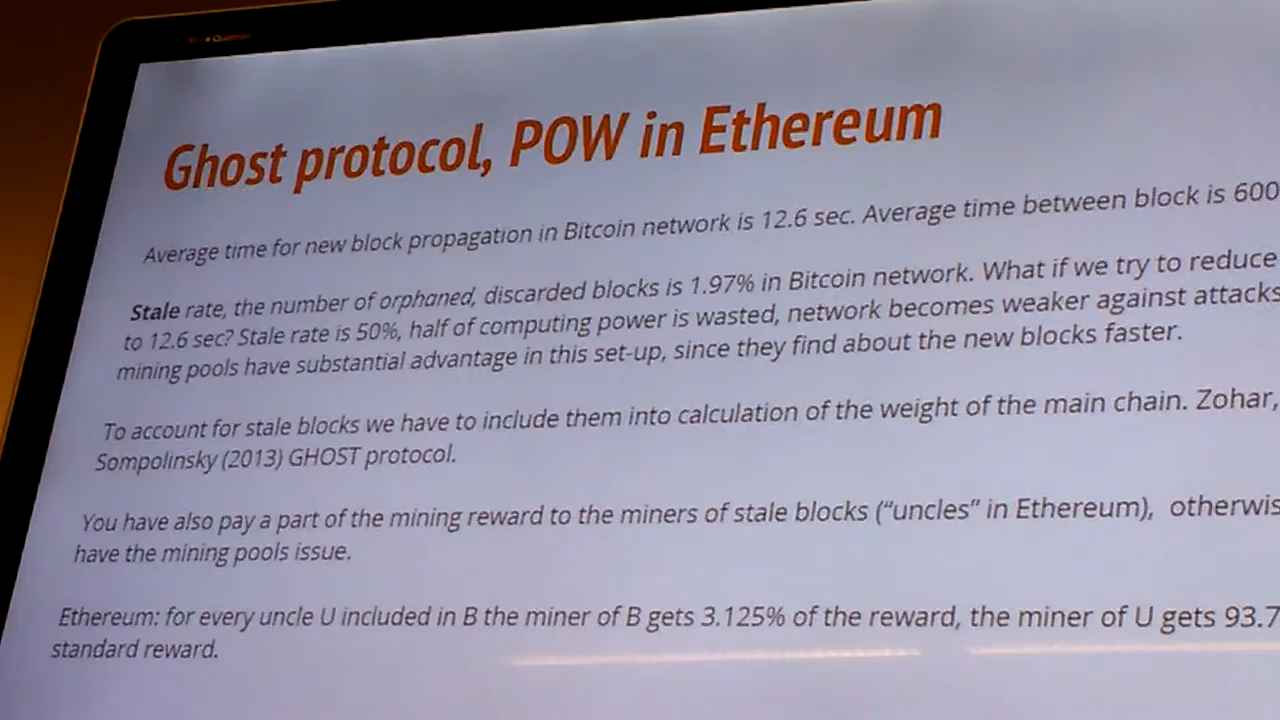 Ghost protocol, POW in Ethereum
Average time for new block propagation in Bitcoin network is 12.6 sec. Average time between block is 600
Stale rate, the number of orphaned, discarded blocks is 1.97% in Bitcoin network. What if we try to reduce
to 12.6 sec? Stale rate is 50%, half of computing power is wasted, network becomes weaker against attacks
mining pools have substantial advantage in this set-up, since they find about the new blocks faster.
To account for stale blocks we have to include them into calculation of the weight of the main chain. Zohar,
Sompolinsky (2013) GHOST protocol.
You have also pay a part of the mining reward to the miners of stale blocks (“uncles” in Ethereum), otherwis
have the mining pools issue.
Ethereum: for every uncle U included in B the miner of B gets 3.125% of the reward, the miner of U gets 93.7
standard reward.